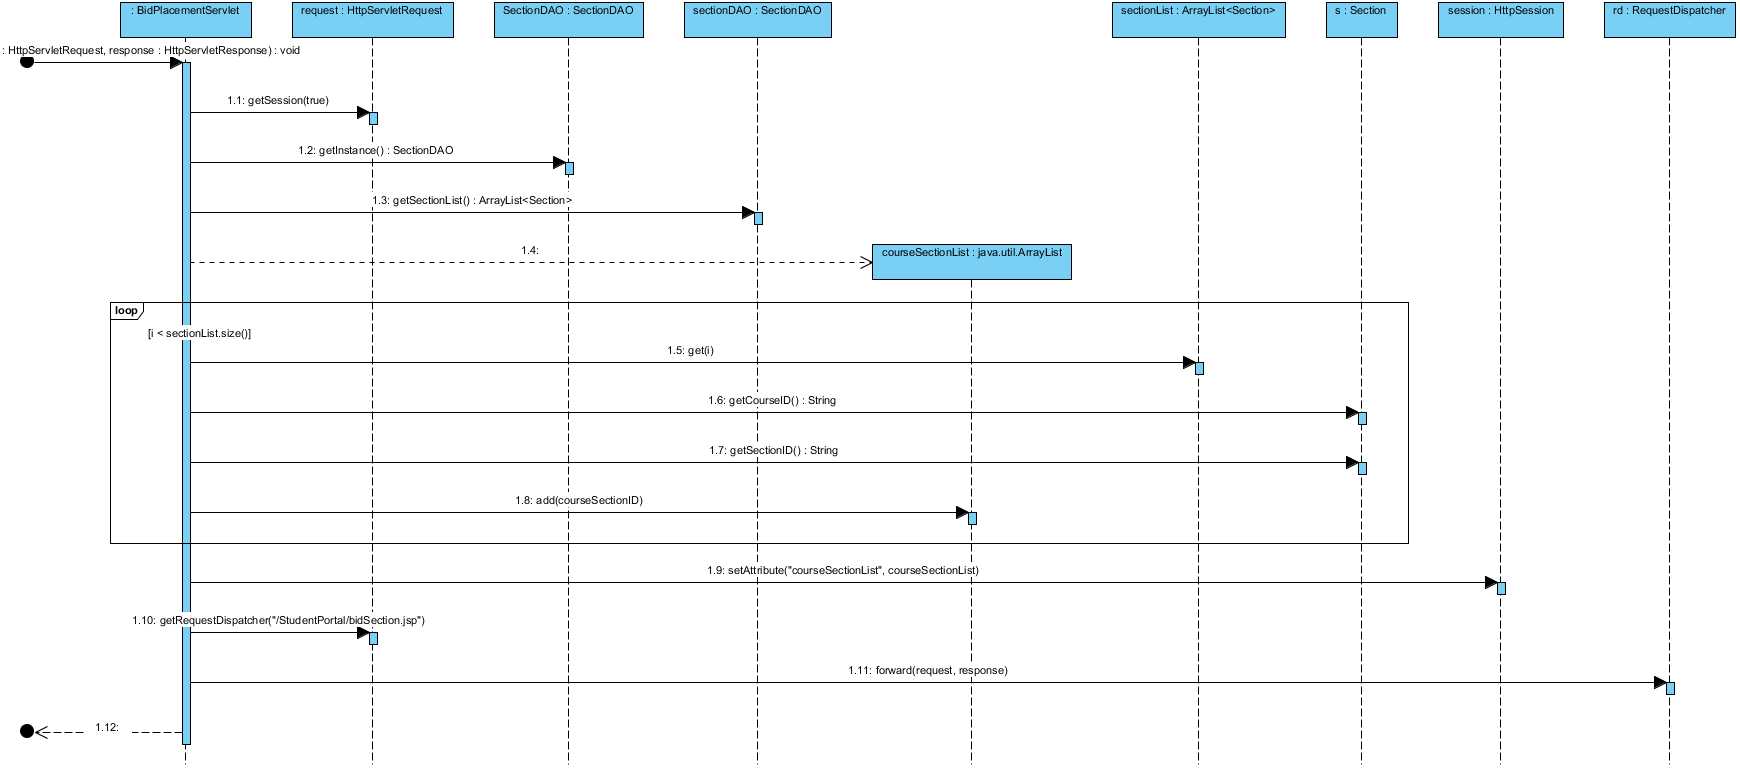 : BidPlacementServlet
request : HttpServletRequest
SectionDAO : SectionDAO
sectionDAO : SectionDAO
sectionList : ArrayList<Section>
s : Section
session : HttpSession
rd : RequestDispatcher
: HttpServletRequest, response : HttpServletResponse) : void
1.1: getSession(true)
1.2: getInstance() : SectionDAO
1.3: getSectionList() : ArrayList<Section>
1.4:
courseSectionList : java.util.ArrayList
loop
[i < sectionList.size()]
1.5: get(i)
1.6: getCourseID() : String
1.7: getSectionID() : String
1.8: add(courseSectionID)
1.9: setAttribute("courseSectionList", courseSectionList)
1.10: getRequestDispatcher("/StudentPortal/bidSection.jsp")
1.11: forward(request, response)
1.12: